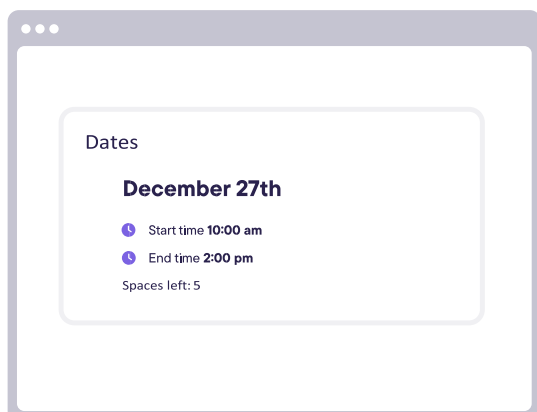 Dates
December 27th
Start time 10:00 am
End time 2:00 pm
Spaces left: 5